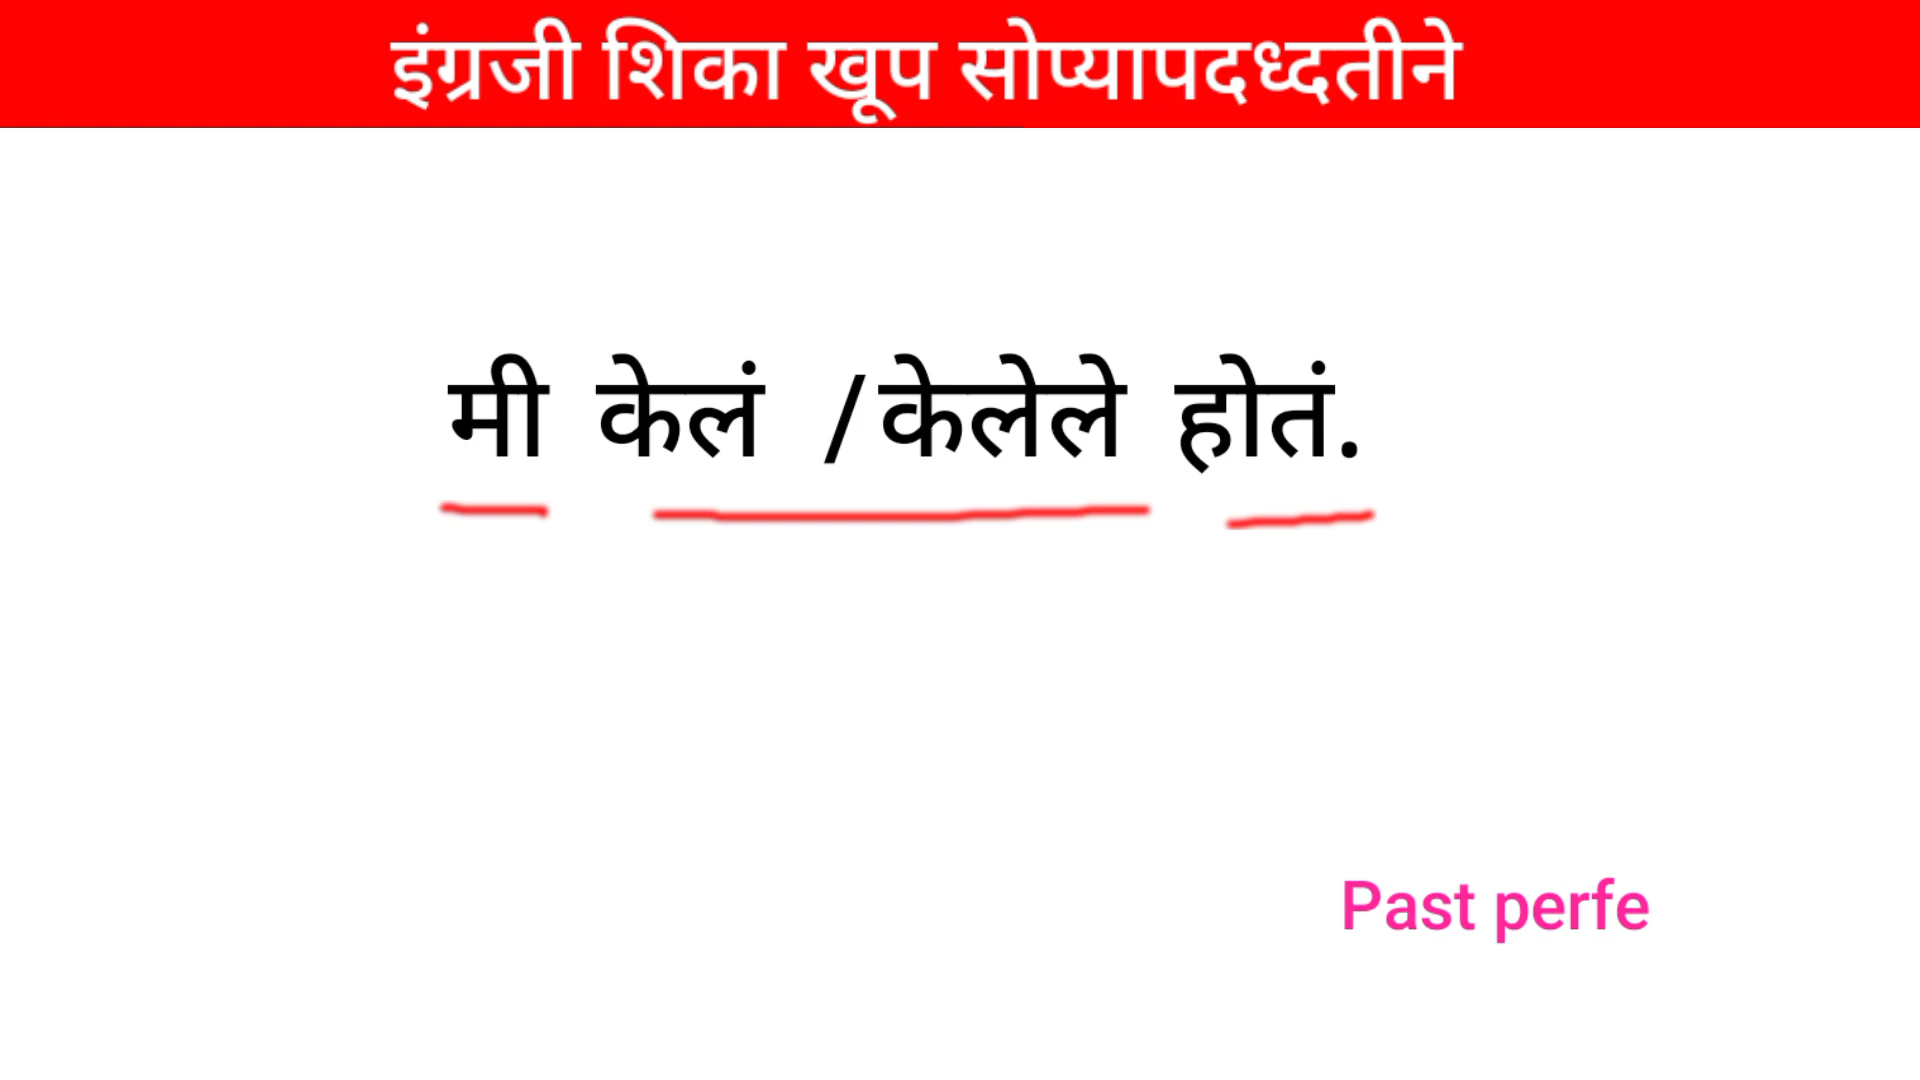 इंग्रजी शिका खूप सोप्यापदध्दतीने
मी केलं /केलेले होतं.
Past perfe